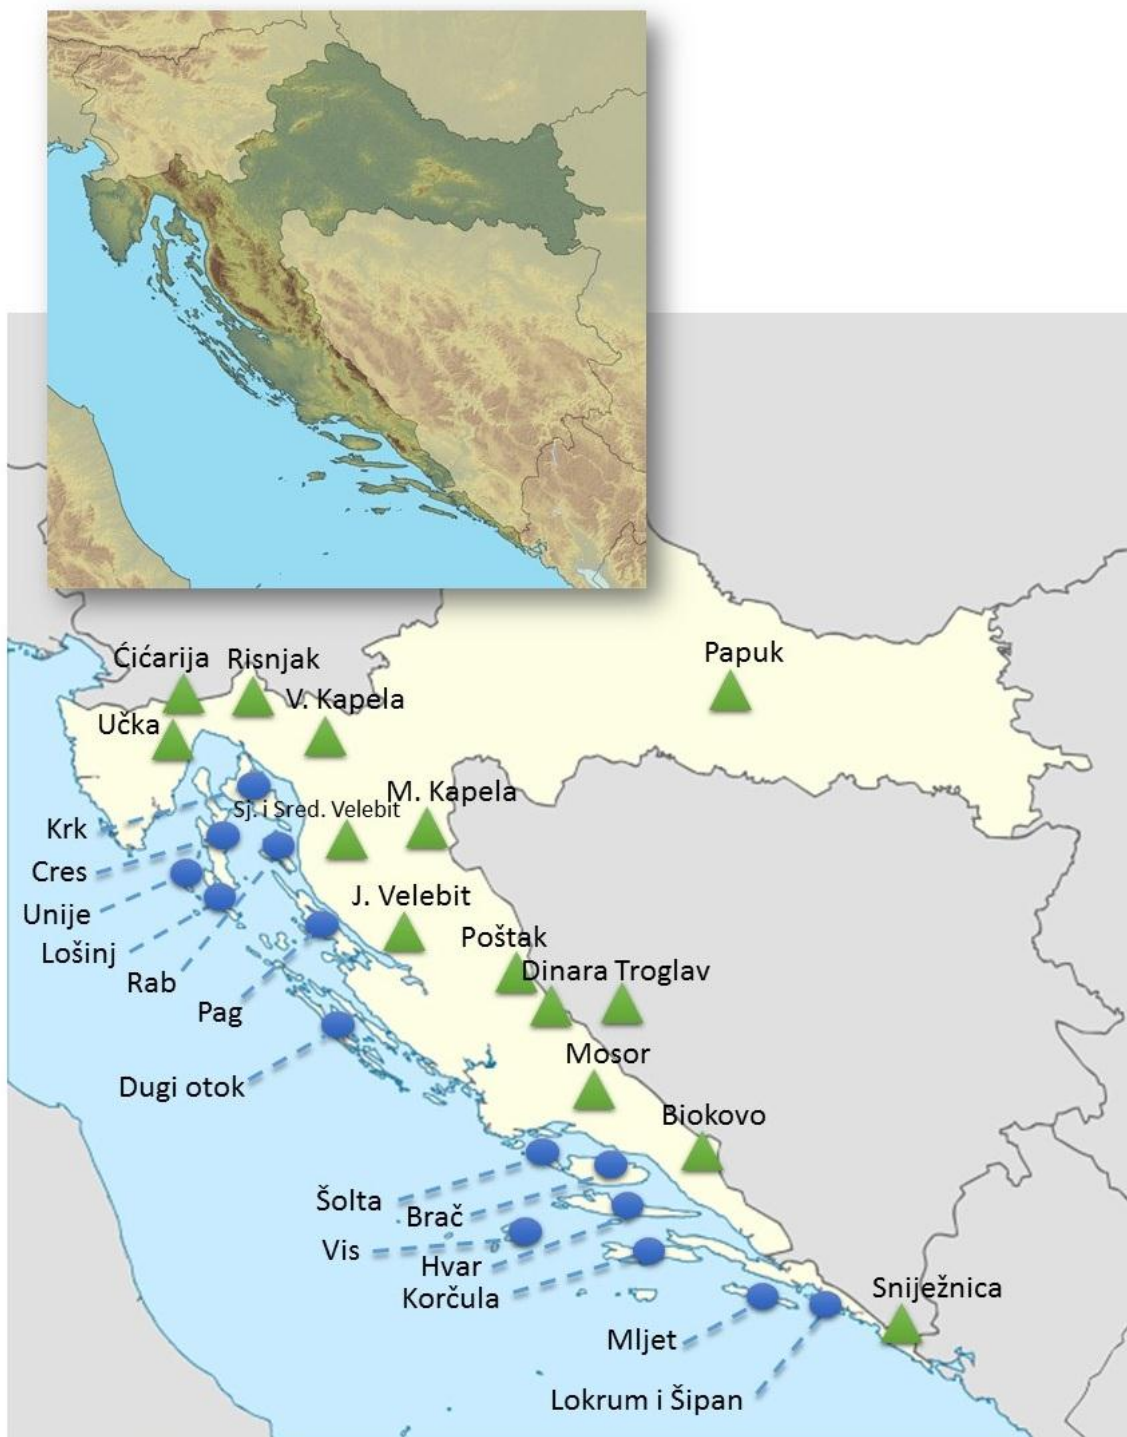 Ćićarija
Risnjak
Papuk
V. Kapela
Učka
M. Kapela
Sj. i Sred. Velebit
Krk
Cres
J. Velebit
Unije
Poštak
Lošinj
Dinara Troglav
Rab
Pag
Mosor
Dugi otok
Biokovo
Šolta
Brač
Vis
Hvar
Korčula
Sniježnica
Mljet
Lokrum i Šipan